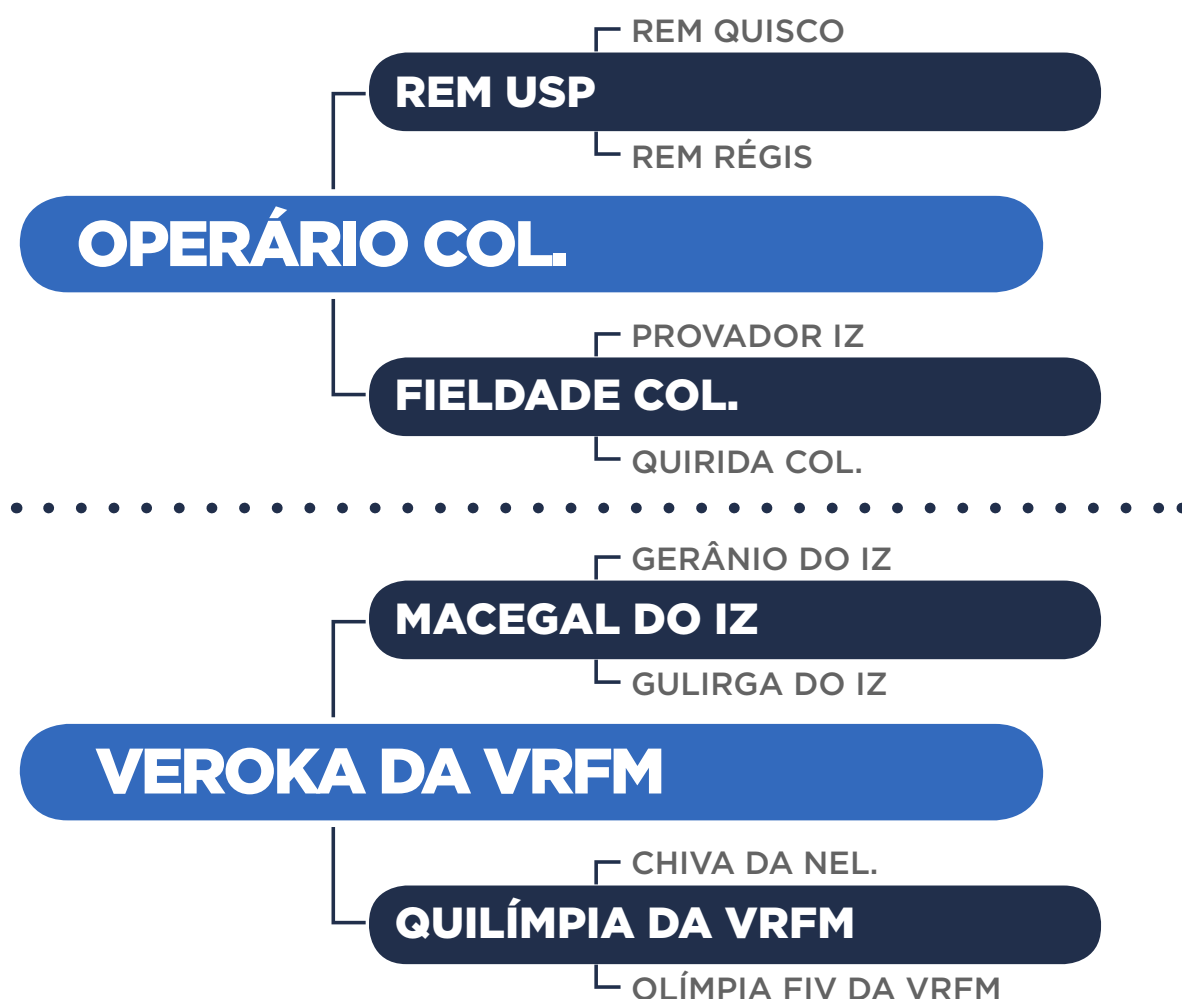 REM QUISCO
REM USP
REM RÉGIS
OPERÁRIO COL.
PROVADOR IZ
FIELDADE COL.
QUIRIDA COL.
GERÂNIO DO IZ
MACEGAL DO IZ
GULIRGA DO IZ
VEROKA DA VRFM
CHIVA DA NEL.
QUILÍMPIA DA VRFM
OLÍMPIA FIV DA VRFM